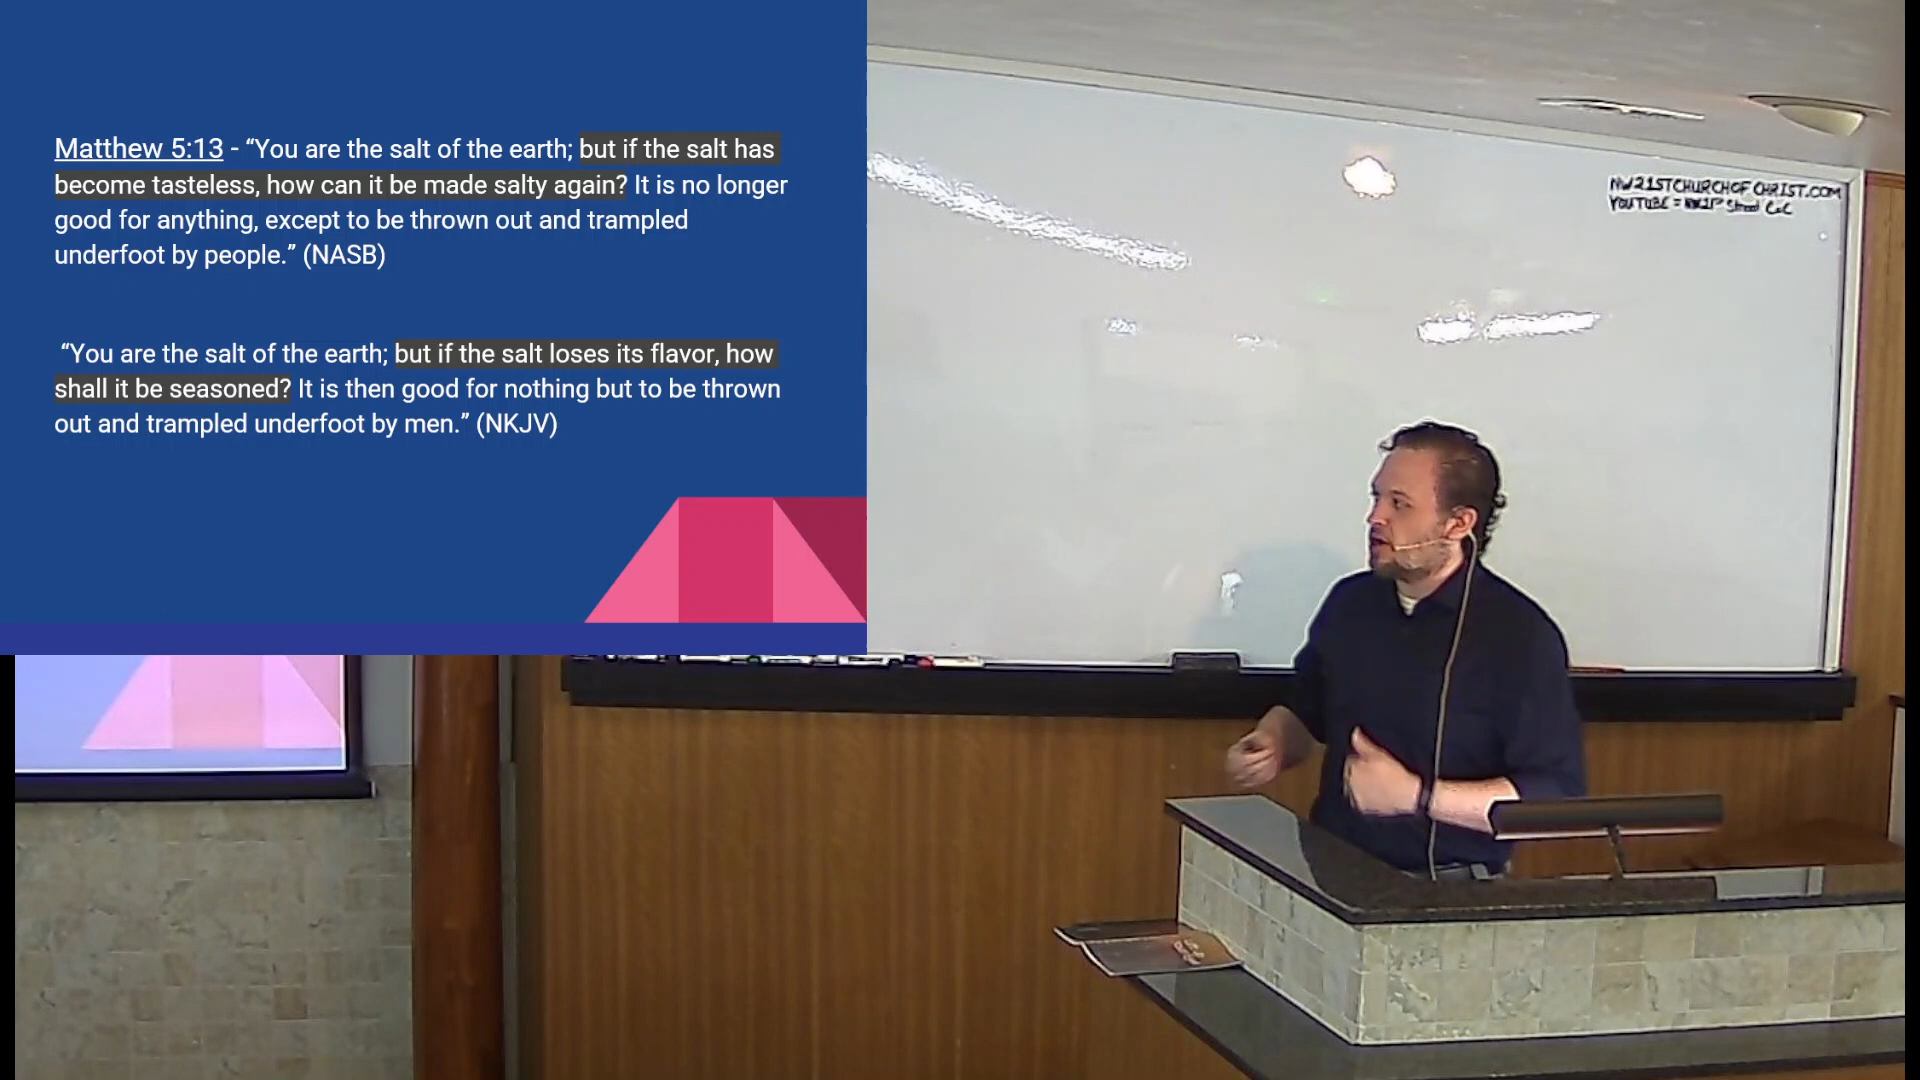 Matthew 5:13 - “You are the salt of the earth; but if the salt has
become tasteless, how can it be made salty again? It is no longer
good for anything, except to be thrown out and trampled
underfoot by people.” (NASB)
“You are the salt of the earth; but if the salt loses its flavor, how
shall it be seasoned? It is then good for nothing but to be thrown
out and trampled underfoot by men.” (NKJV)
NW21STCHURCHOFCHRIST.COM
YOUTUBE = NW21ST Street CoC